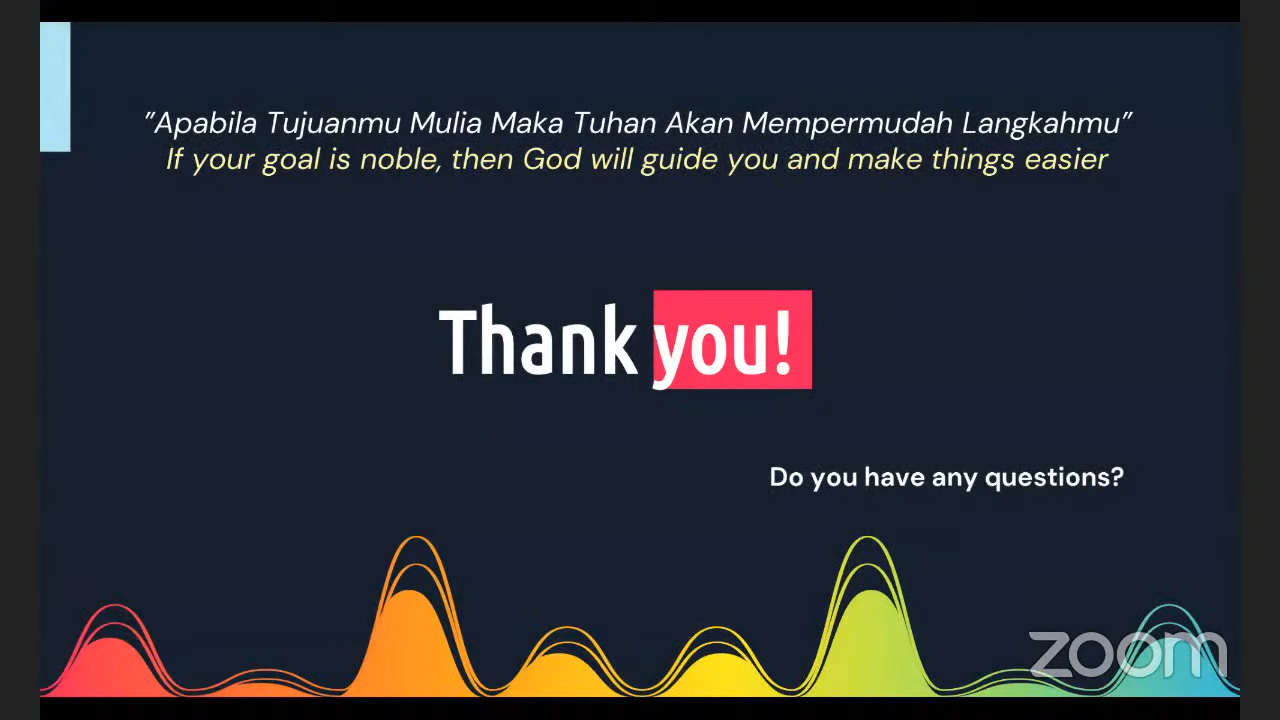 ”Apabila Tujuanmu Mulia Maka Tuhan Akan Mempermudah Langkahmu”
If your goal is noble, then God will guide you and make things easier
Thank you!
Do you have any questions?
zoom